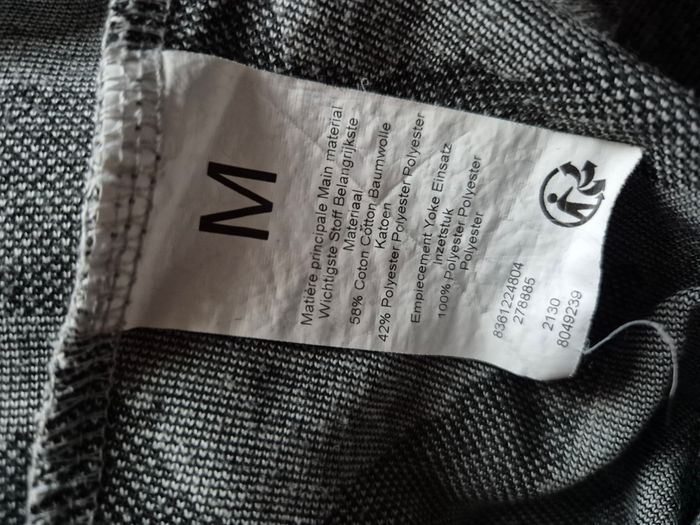 M
Matière principale Main material
Wichtigste Stoff Belangrijkste
Materiaal
58% Coton Cotton Baumwolle
Katoen
42% Polyester Polyester Polyester
Empiecement Yoke Einsatz
Inzetstuk
100% Polyester Polyester
Polyester
8361224804
278885
2130
8049239